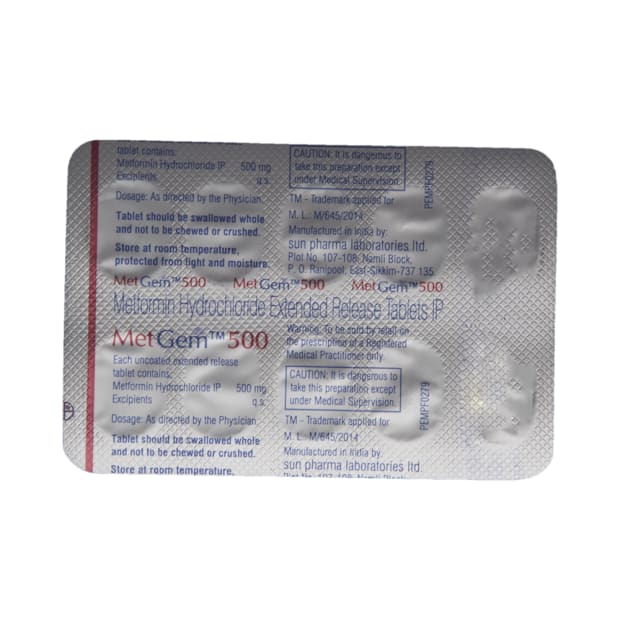 tablet contains:
Metformin Hydrochloride IP 500 mg
Excipients q.s.
Dosage: As directed by the Physician.
Tablet should be swallowed whole
and not to be chewed or crushed.
Store at room temperature,
protected from light and moisture.
CAUTION: It is dangerous to
take this preparation except
under Medical Supervision.
TM - Trademark applied for
M. L.: M/645/2014
Manufactured in India by:
sun pharma laboratories ltd.
Plot No. 107-108, Namli Block,
P. O. Ranipool, East-Sikkim-737 135
PEMPF0279
MetGem™500 MetGem™500 MetGem™500
Metformin Hydrochloride Extended Release Tablets IP
MetGem™500
Each uncoated extended release
tablet contains:
Metformin Hydrochloride IP 500 mg
Excipients q.s.
Dosage: As directed by the Physician.
Tablet should be swallowed whole
and not to be chewed or crushed.
Store at room temperature,
Warning: To be sold by retail on
the prescription of a Registered
Medical Practitioner only.
CAUTION: It is dangerous to
take this preparation except
under Medical Supervision.
TM - Trademark applied for
M. L.: M/645/2014
Manufactured in India by:
sun pharma laboratories ltd.
Plot No. 107-108, Namli Block,
PEMPF0279